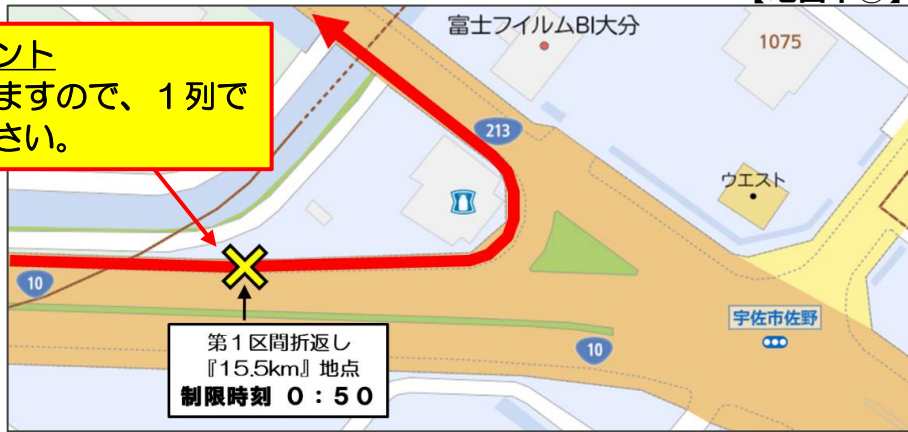 ント
ますので、１列で
さい。
富士フイルムBI大分
1075
213
ウエスト
10
第１区間折返し
『15.5km』地点
制限時刻 ０：５０
10
宇佐市佐野